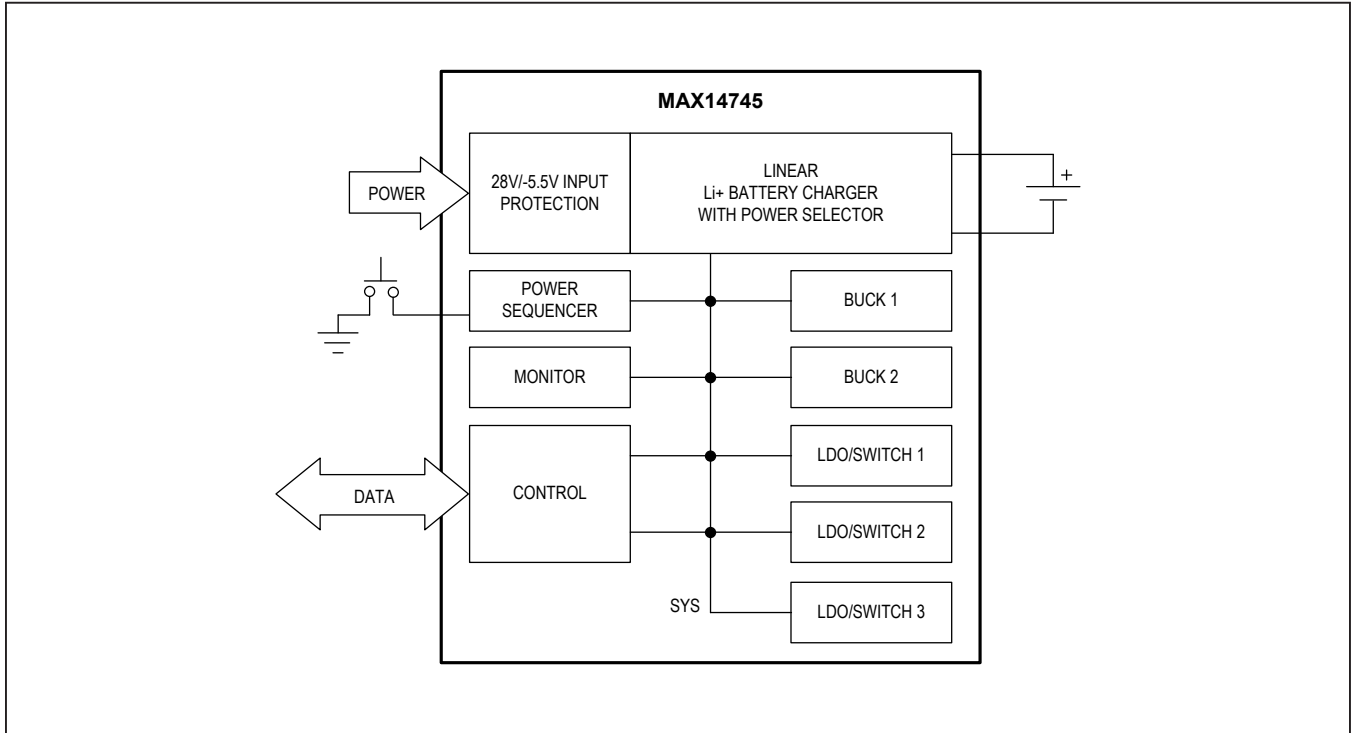 MAX14745
POWER
28V/-5.5V INPUT
PROTECTION
LINEAR
Li+ BATTERY CHARGER
WITH POWER SELECTOR
+
POWER
SEQUENCER
BUCK 1
MONITOR
BUCK 2
DATA
CONTROL
LDO/SWITCH 1
LDO/SWITCH 2
SYS
LDO/SWITCH 3